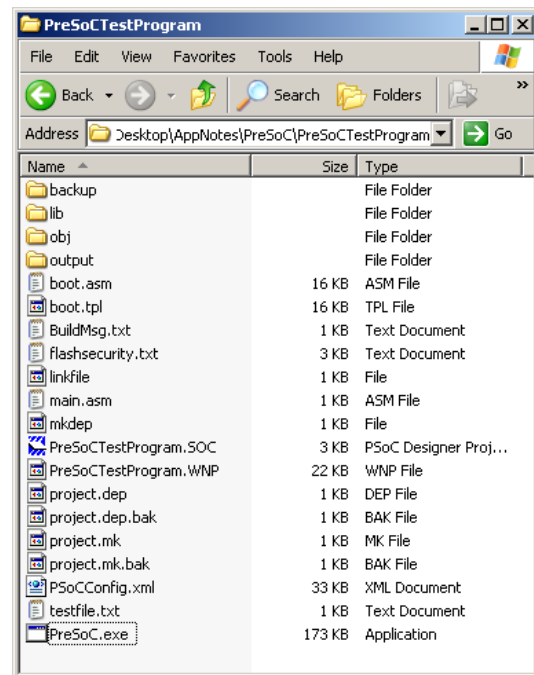 PreSoCTestProgram
File Edit View Favorites Tools Help
Back Search Folders »
Address Desktop\AppNotes\PreSoC\PreSoCTestProgram Go
Name Size Type
backup File Folder
lib File Folder
obj File Folder
output File Folder
boot.asm 16 KB ASM File
boot.tpl 16 KB TPL File
BuildMsg.txt 1 KB Text Document
flashsecurity.txt 3 KB Text Document
linkfile 1 KB File
main.asm 1 KB ASM File
mkdep 1 KB File
PreSoCTestProgram.SOC 3 KB PSoC Designer Proj...
PreSoCTestProgram.WNP 22 KB WNP File
project.dep 1 KB DEP File
project.dep.bak 1 KB BAK File
project.mk 1 KB MK File
project.mk.bak 1 KB BAK File
PSoCConfig.xml 33 KB XML Document
testfile.txt 1 KB Text Document
PreSoC.exe 173 KB Application